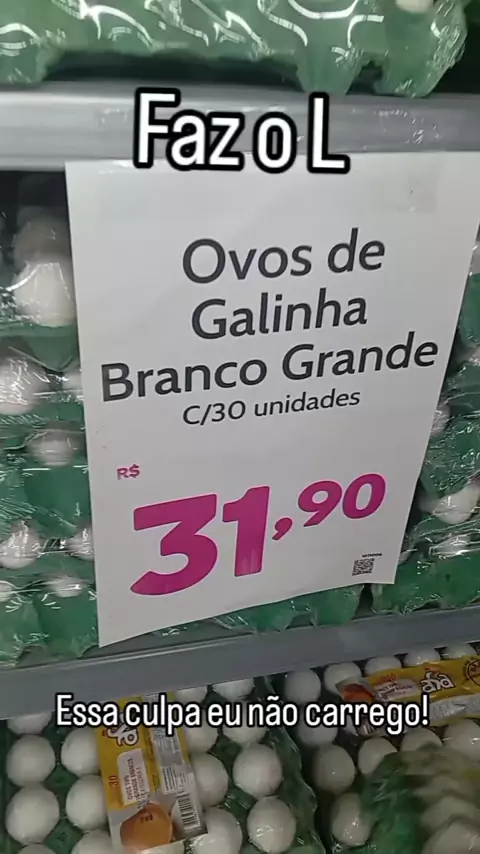 Faz o L
Ovos de
Galinha
Branco Grande
C/30 unidades
R$
31,90
Essa culpa eu não carrego!